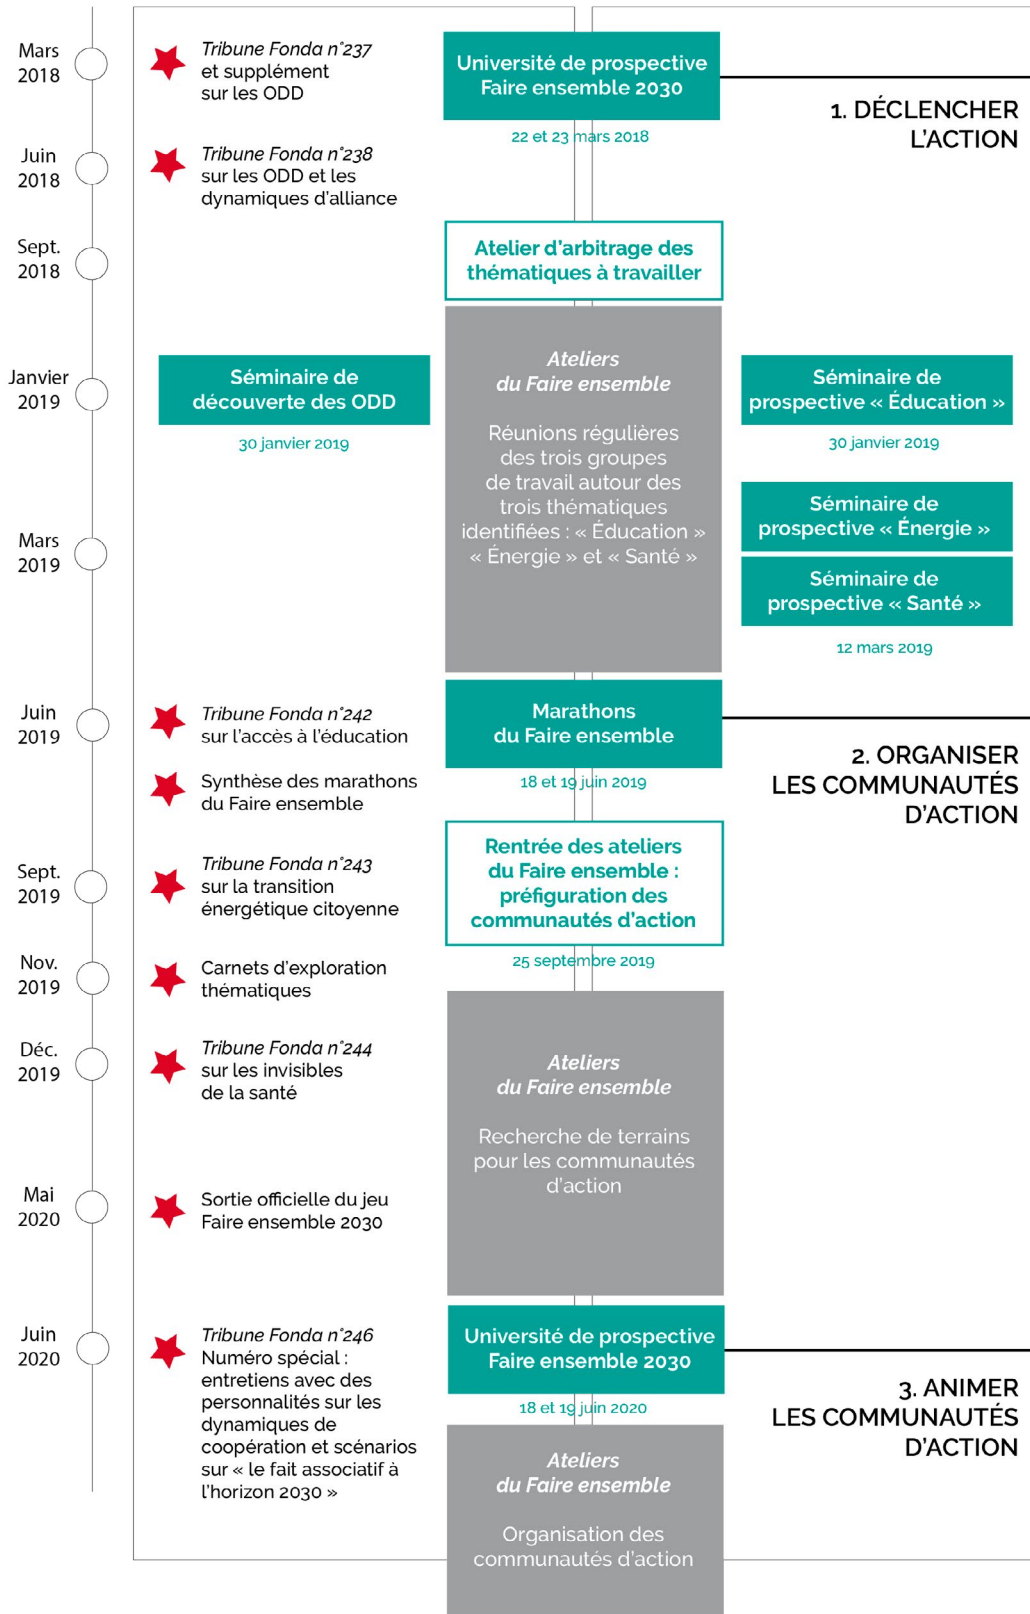 Mars
2018
Tribune Fonda n°237
et supplément
sur les ODD
Université de prospective
Faire ensemble 2030
22 et 23 mars 2018
1. DÉCLENCHER
L’ACTION
Juin
2018
Tribune Fonda n°238
sur les ODD et les
dynamiques d’alliance
Sept.
2018
Atelier d’arbitrage des
thématiques à travailler
Janvier
2019
Séminaire de
découverte des ODD
30 janvier 2019
Ateliers
du Faire ensemble
Réunions régulières
des trois groupes
de travail autour des
trois thématiques
identifiées : « Éducation »
« Énergie » et « Santé »
Séminaire de
prospective « Éducation »
30 janvier 2019
Mars
2019
Séminaire de
prospective « Énergie »
Séminaire de
prospective « Santé »
12 mars 2019
Juin
2019
Tribune Fonda n°242
sur l’accès à l’éducation
Synthèse des marathons
du Faire ensemble
Marathons
du Faire ensemble
18 et 19 juin 2019
2. ORGANISER
LES COMMUNAUTÉS
D’ACTION
Sept.
2019
Tribune Fonda n°243
sur la transition
énergétique citoyenne
Rentrée des ateliers
du Faire ensemble :
préfiguration des
communautés d’action
25 septembre 2019
Nov.
2019
Carnets d’exploration
thématiques
Déc.
2019
Tribune Fonda n°244
sur les invisibles
de la santé
Ateliers
du Faire ensemble
Recherche de terrains
pour les communautés
d’action
Mai
2020
Sortie officielle du jeu
Faire ensemble 2030
Juin
2020
Tribune Fonda n°246
Numéro spécial :
entretiens avec des
personnalités sur les
dynamiques de
coopération et scénarios
sur « le fait associatif à
l’horizon 2030 »
Université de prospective
Faire ensemble 2030
18 et 19 juin 2020
3. ANIMER
LES COMMUNAUTÉS
D’ACTION
Ateliers
du Faire ensemble
Organisation des
communautés d’action